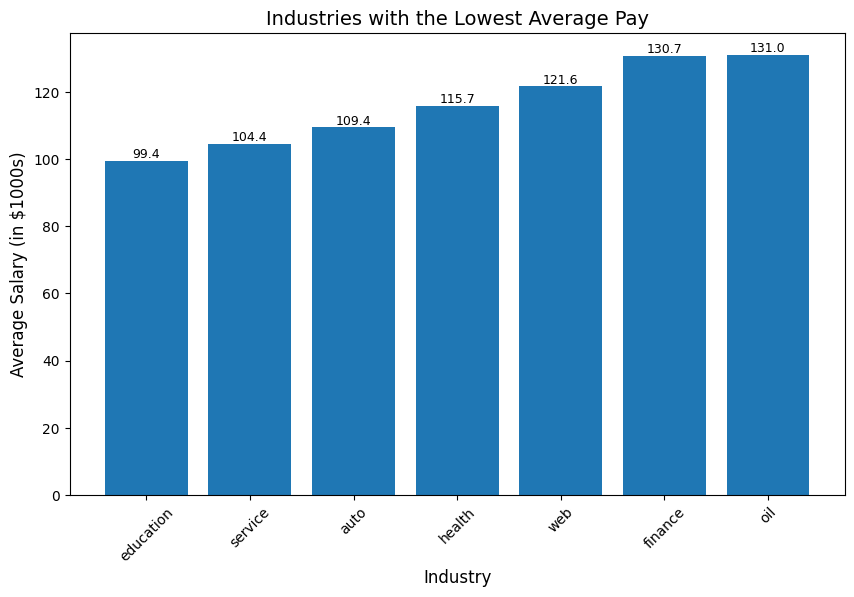 Industries with the Lowest Average Pay
Average Salary (in $1000s)
120
100
80
60
40
20
0
99.4
104.4
109.4
115.7
121.6
130.7
131.0
education
service
auto
health
web
finance
oil
Industry